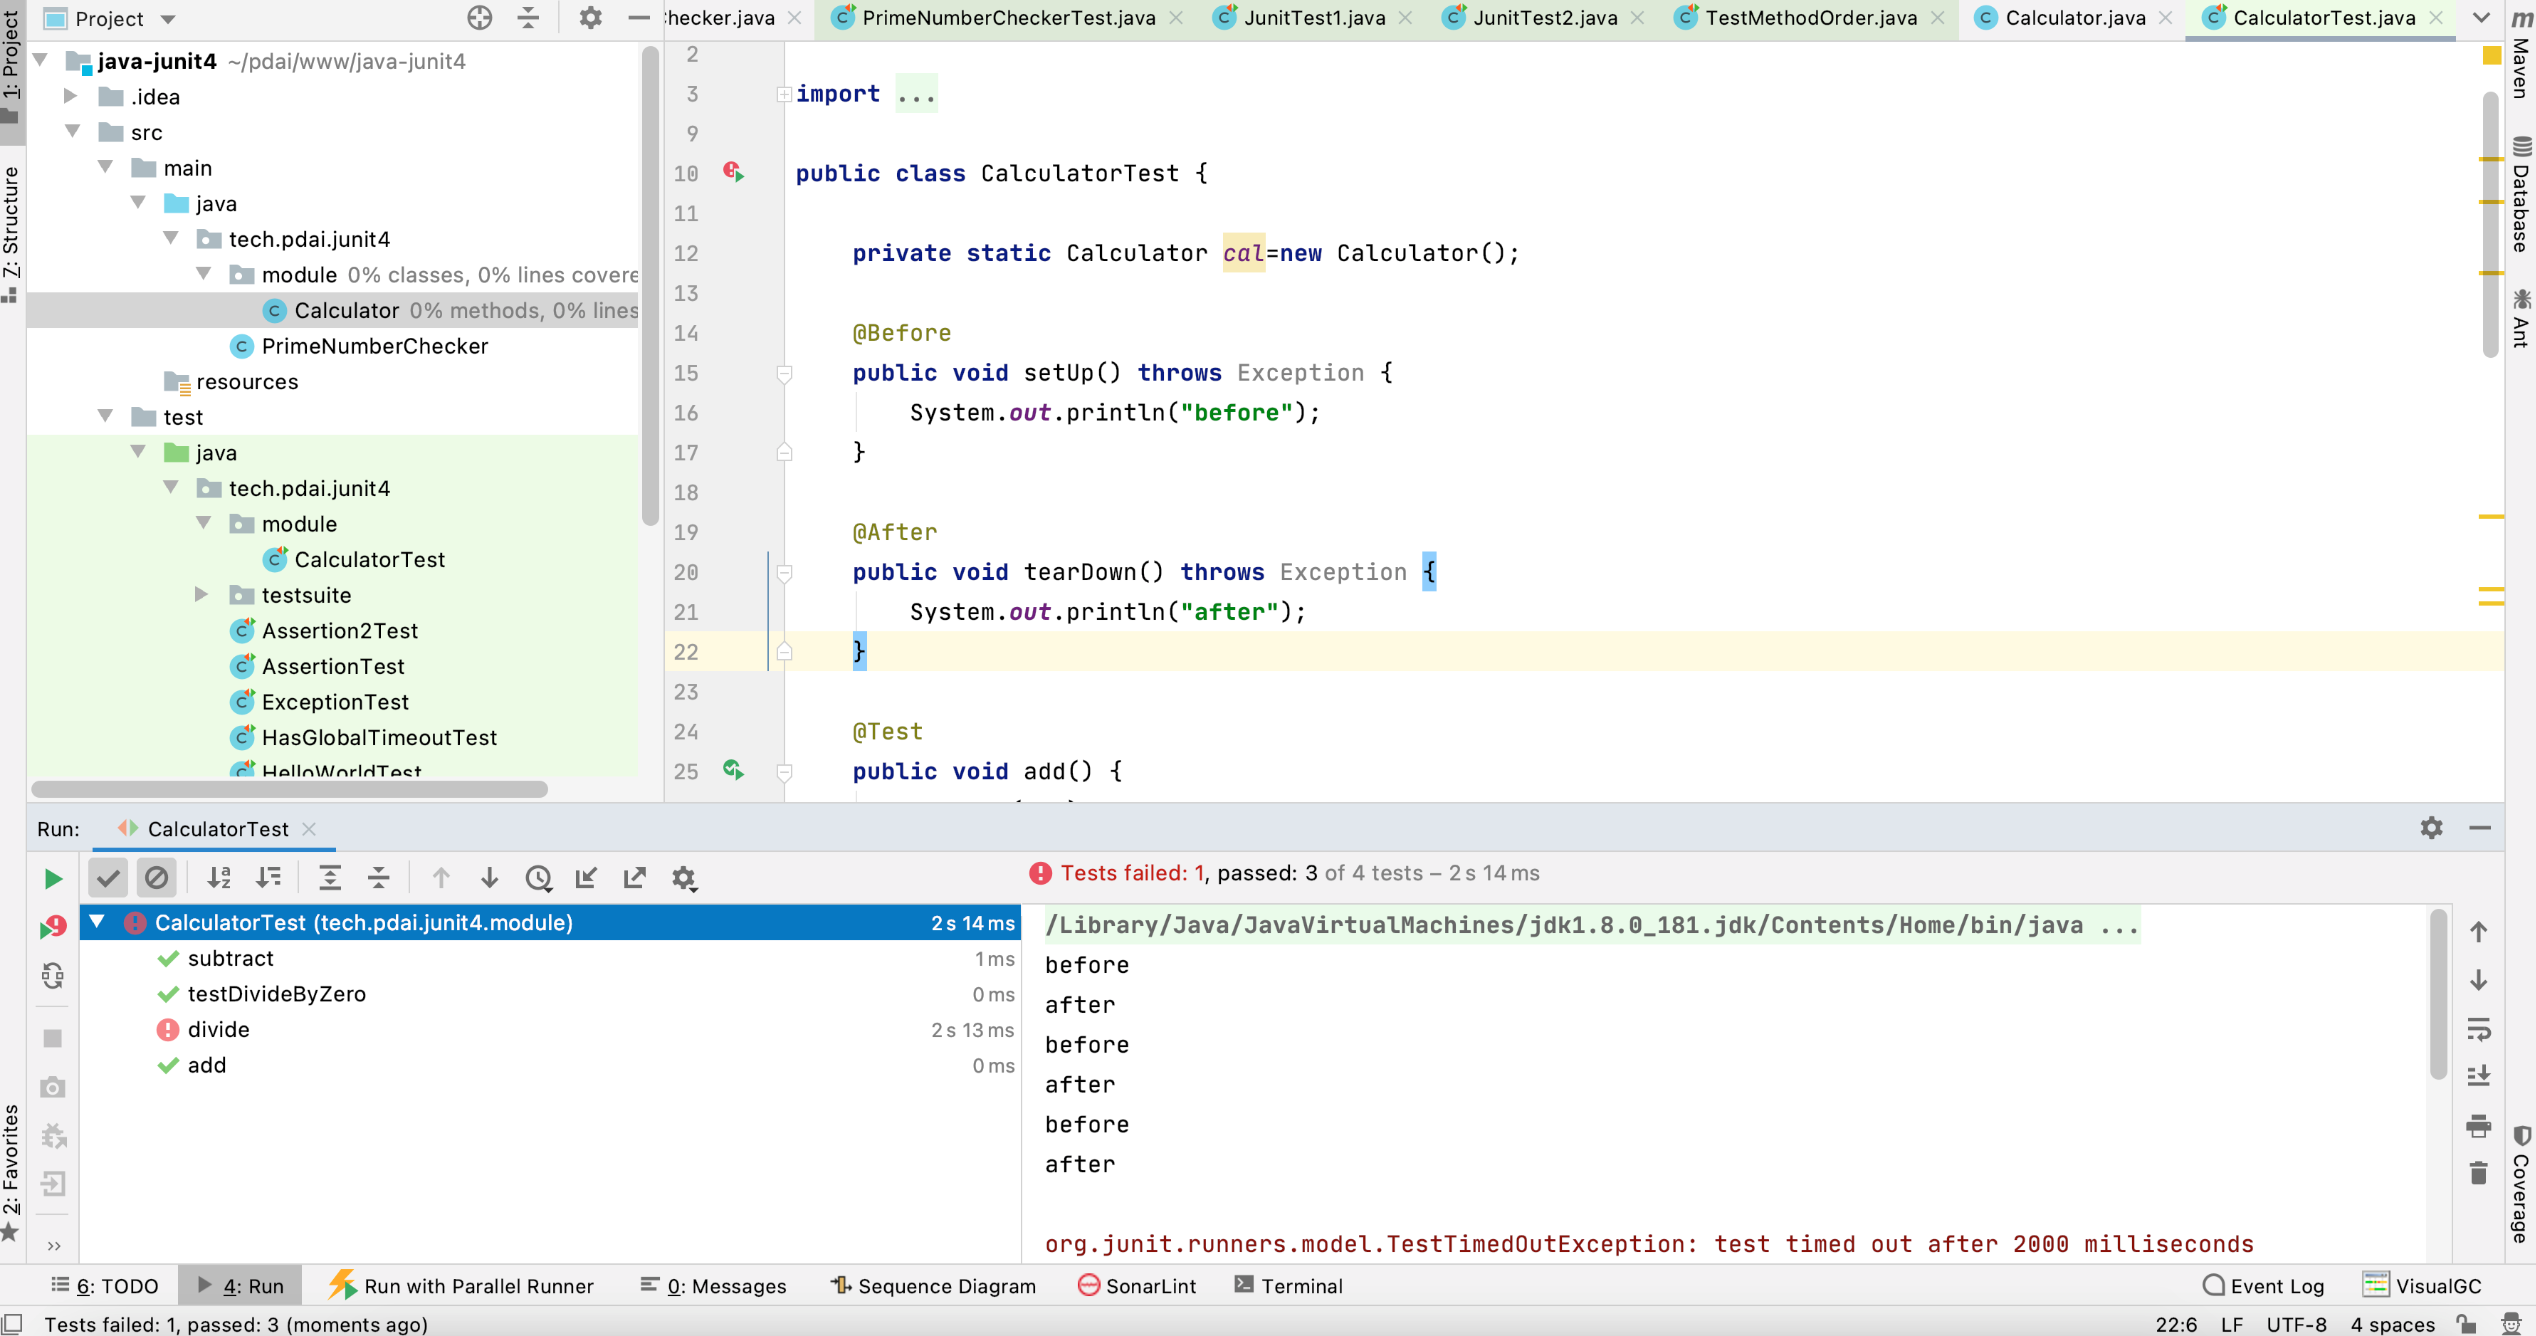 Project
hecker.java
PrimeNumberCheckerTest.java
JunitTest1.java
JunitTest2.java
TestMethodOrder.java
Calculator.java
CalculatorTest.java
1: Project
7: Structure
2: Favorites
java-junit4 ~/pdai/www/java-junit4
.idea
src
main
java
tech.pdai.junit4
module 0% classes, 0% lines covere
Calculator 0% methods, 0% lines
PrimeNumberChecker
resources
test
java
tech.pdai.junit4
module
CalculatorTest
testsuite
Assertion2Test
AssertionTest
ExceptionTest
HasGlobalTimeoutTest
HelloWorldTest
2
3 import ...
9
10 public class CalculatorTest {
11
12 private static Calculator cal=new Calculator();
13
14 @Before
15 public void setUp() throws Exception {
16 System.out.println("before");
17 }
18
19 @After
20 public void tearDown() throws Exception {
21 System.out.println("after");
22 }
23
24 @Test
25 public void add() {
m Maven
Database
Ant
Coverage
Run: CalculatorTest
Tests failed: 1, passed: 3 of 4 tests – 2 s 14 ms
CalculatorTest (tech.pdai.junit4.module) 2 s 14 ms
subtract 1 ms
testDivideByZero 0 ms
divide 2 s 13 ms
add 0 ms
/Library/Java/JavaVirtualMachines/jdk1.8.0_181.jdk/Contents/Home/bin/java ...
before
after
before
after
before
after
org.junit.runners.model.TestTimedOutException: test timed out after 2000 milliseconds
6: TODO
4: Run
Run with Parallel Runner
0: Messages
Sequence Diagram
SonarLint
Terminal
Event Log
VisualGC
Tests failed: 1, passed: 3 (moments ago)
22:6 LF UTF-8 4 spaces